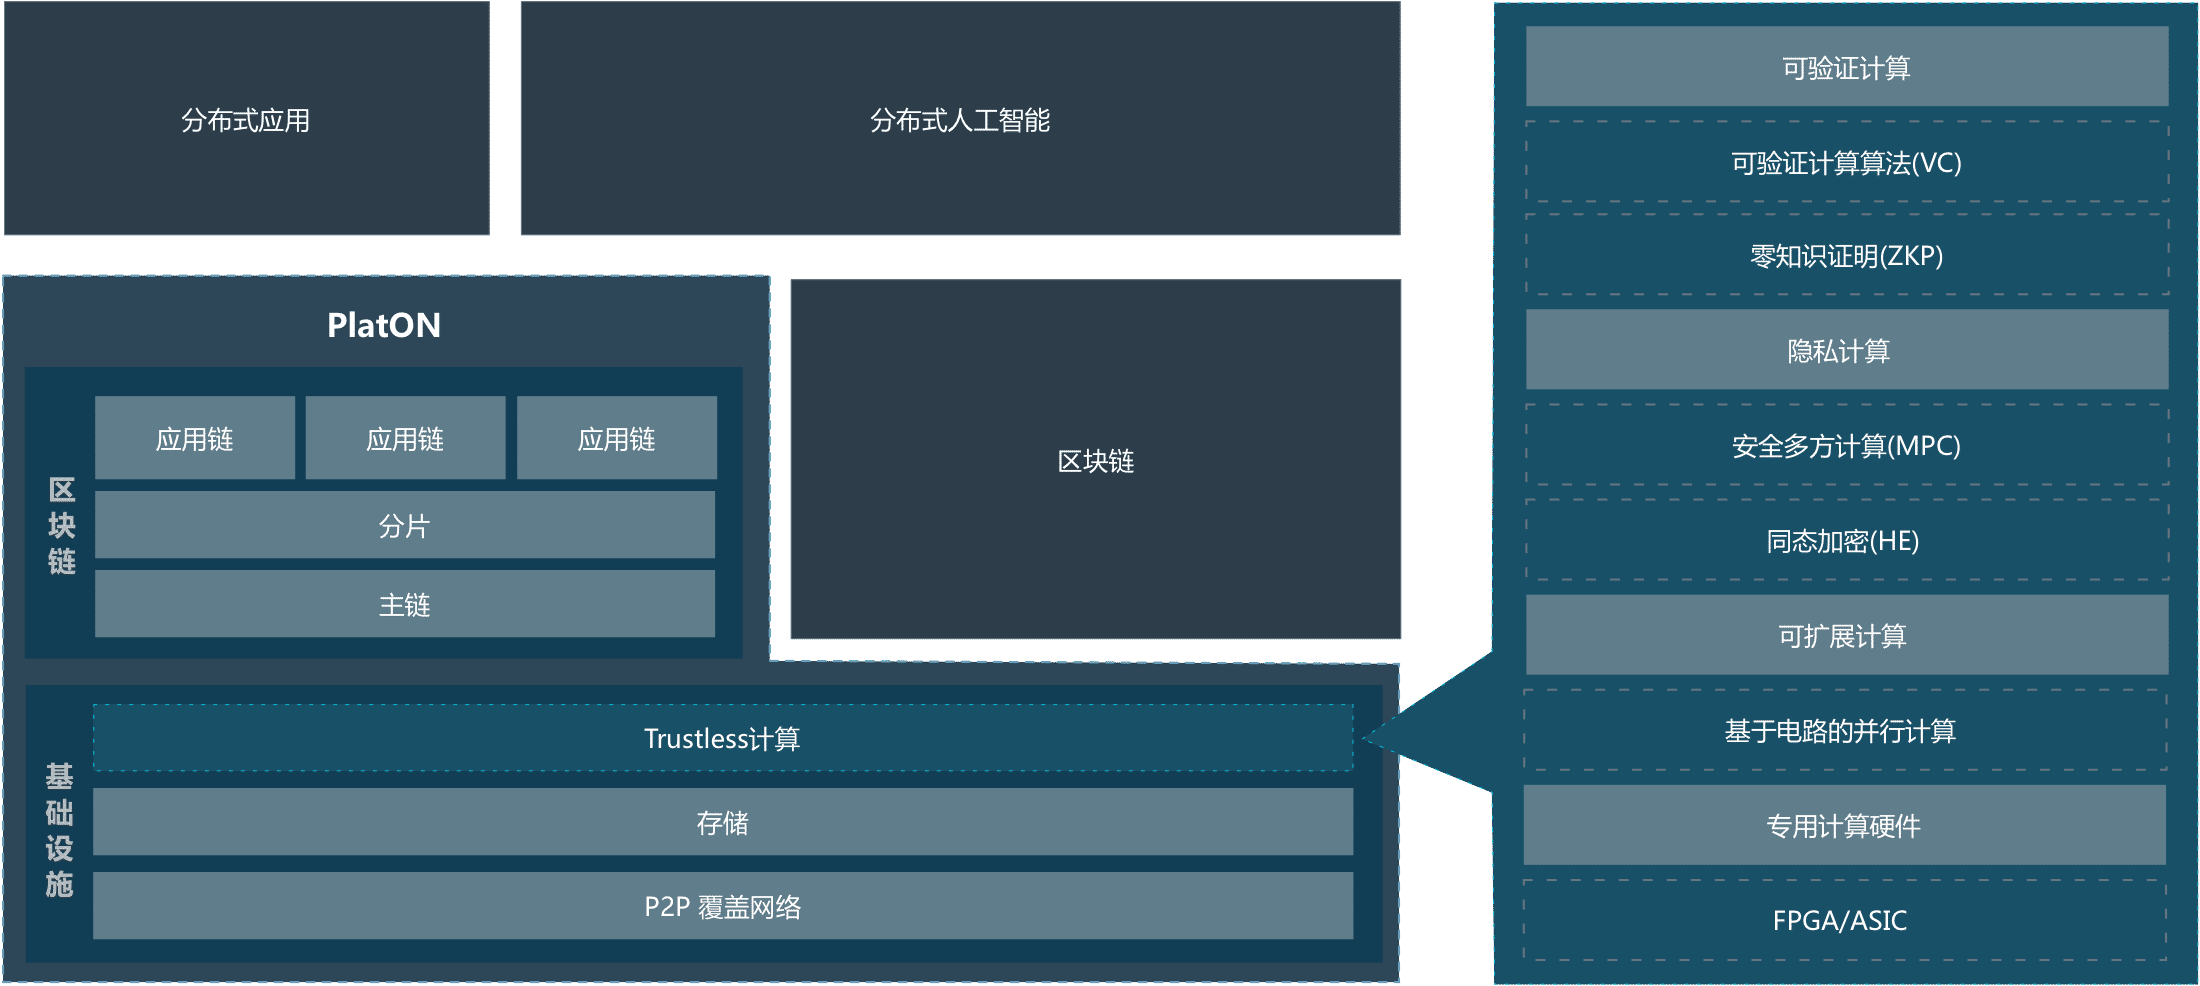 分布式应用
分布式人工智能
PlatON
区块链
应用链
应用链
应用链
分片
主链
区块链
基础设施
Trustless计算
存储
P2P 覆盖网络
可验证计算
可验证计算算法(VC)
零知识证明(ZKP)
隐私计算
安全多方计算(MPC)
同态加密(HE)
可扩展计算
基于电路的并行计算
专用计算硬件
FPGA/ASIC